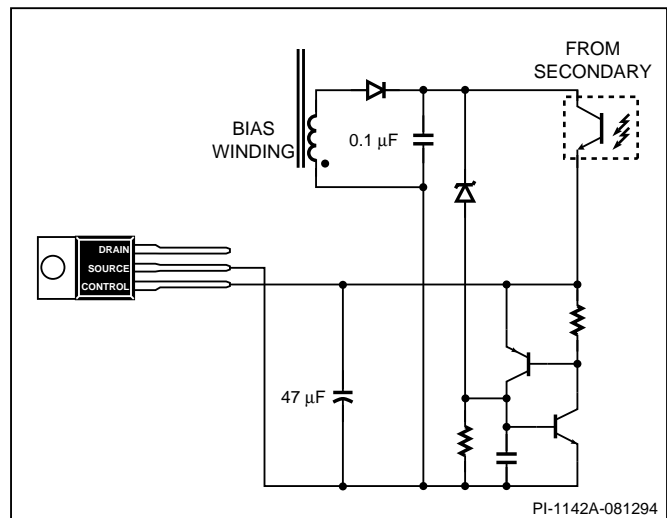 FROM
SECONDARY
BIAS
WINDING
0.1 μF
DRAIN
SOURCE
CONTROL
47 μF
PI-1142A-081294